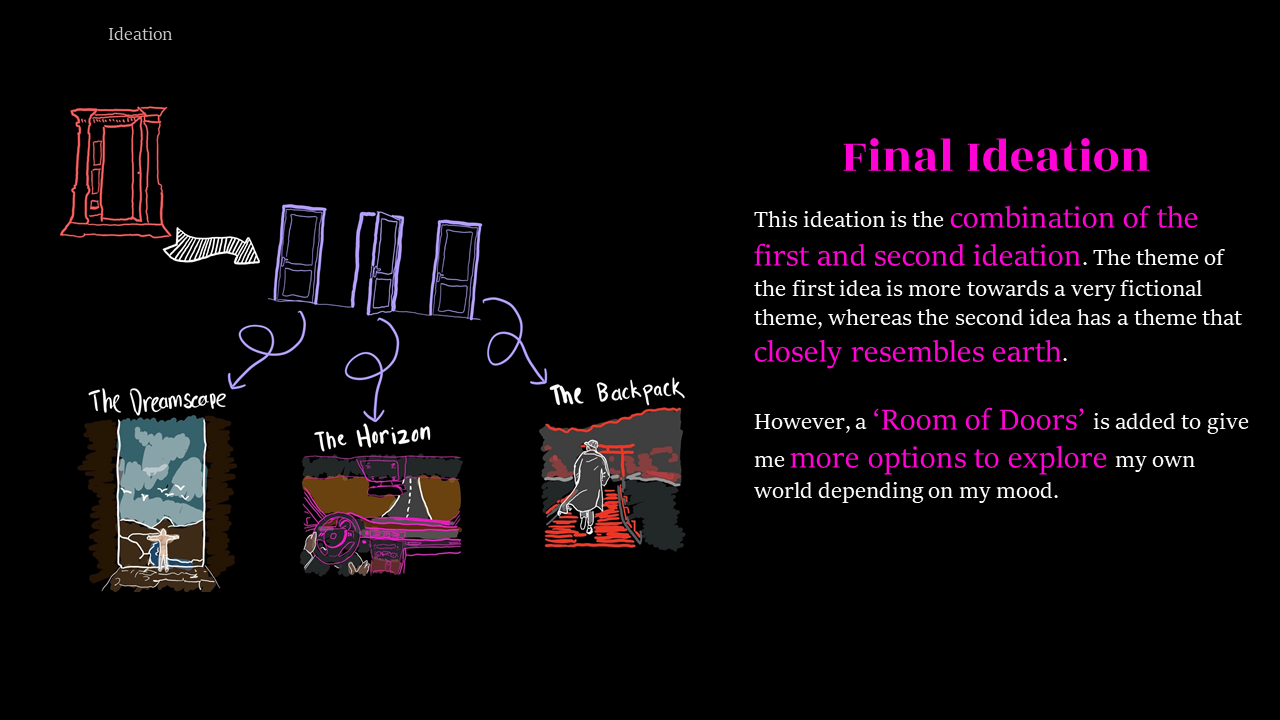 Ideation
Final Ideation
This ideation is the combination of the
first and second ideation. The theme of
the first idea is more towards a very fictional
theme, whereas the second idea has a theme that
closely resembles earth.
However, a ‘Room of Doors’ is added to give
me more options to explore my own
world depending on my mood.
The Dreamscape
The Horizon
The Backpack